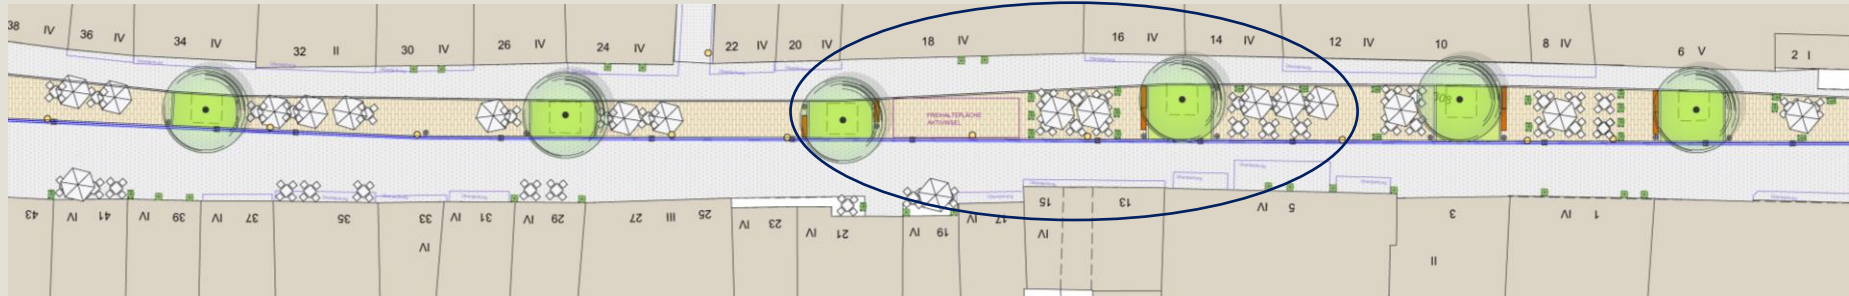 38 IV
36 IV
34 IV
32 II
30 IV
26 IV
24 IV
22 IV
20 IV
18 IV
16 IV
14 IV
12 IV
10
8 IV
6 V
2 I
FREIHALTEFLÄCHE
AKTIVINSEL
43
IV 41
IV 39
IV 37
35
33
IV
IV 31
IV 29
27
III 25
IV 23
IV 21
IV 19
IV 17
15
IV
13
IV 5
3
II
IV 1